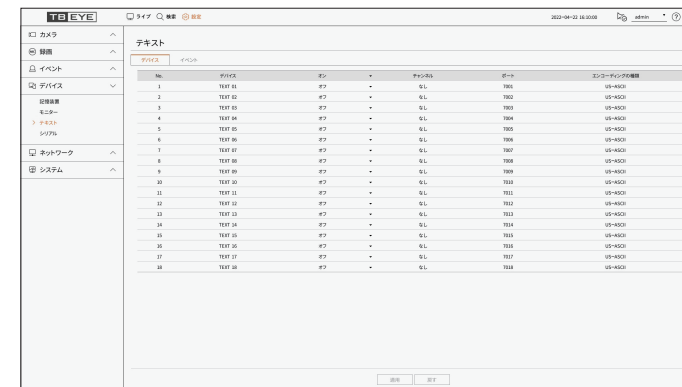 TB EYE ライブ 検索 設定 2022-04-22 18:10:00 admin
カメラ
録画
イベント
デバイス
記憶装置
モニター
テキスト
シリアル
ネットワーク
システム
テキスト
デバイス イベント
No. デバイス オン チャンネル ポート エンコーディングの種類
1 TEXT 01 オフ なし 7001 US-ASCII
2 TEXT 02 オフ なし 7002 US-ASCII
3 TEXT 03 オフ なし 7003 US-ASCII
4 TEXT 04 オフ なし 7004 US-ASCII
5 TEXT 05 オフ なし 7005 US-ASCII
6 TEXT 06 オフ なし 7006 US-ASCII
7 TEXT 07 オフ なし 7007 US-ASCII
8 TEXT 08 オフ なし 7008 US-ASCII
9 TEXT 09 オフ なし 7009 US-ASCII
10 TEXT 10 オフ なし 7010 US-ASCII
11 TEXT 11 オフ なし 7011 US-ASCII
12 TEXT 12 オフ なし 7012 US-ASCII
13 TEXT 13 オフ なし 7013 US-ASCII
14 TEXT 14 オフ なし 7014 US-ASCII
15 TEXT 15 オフ なし 7015 US-ASCII
16 TEXT 16 オフ なし 7016 US-ASCII
17 TEXT 17 オフ なし 7017 US-ASCII
18 TEXT 18 オフ なし 7018 US-ASCII
適用 戻す